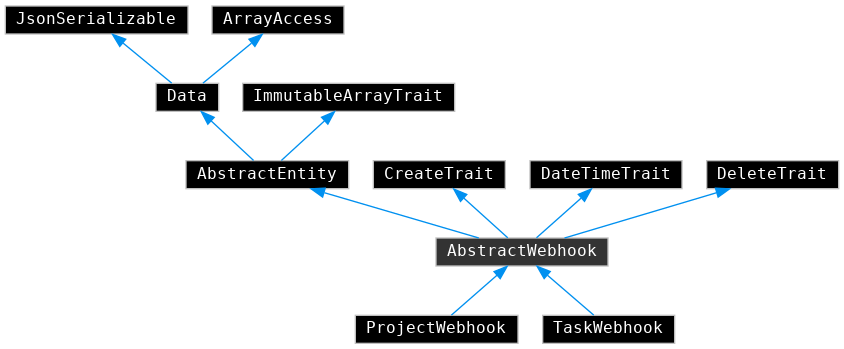 JsonSerializable
ArrayAccess
Data
ImmutableArrayTrait
AbstractEntity
CreateTrait
DateTimeTrait
DeleteTrait
AbstractWebhook
ProjectWebhook
TaskWebhook